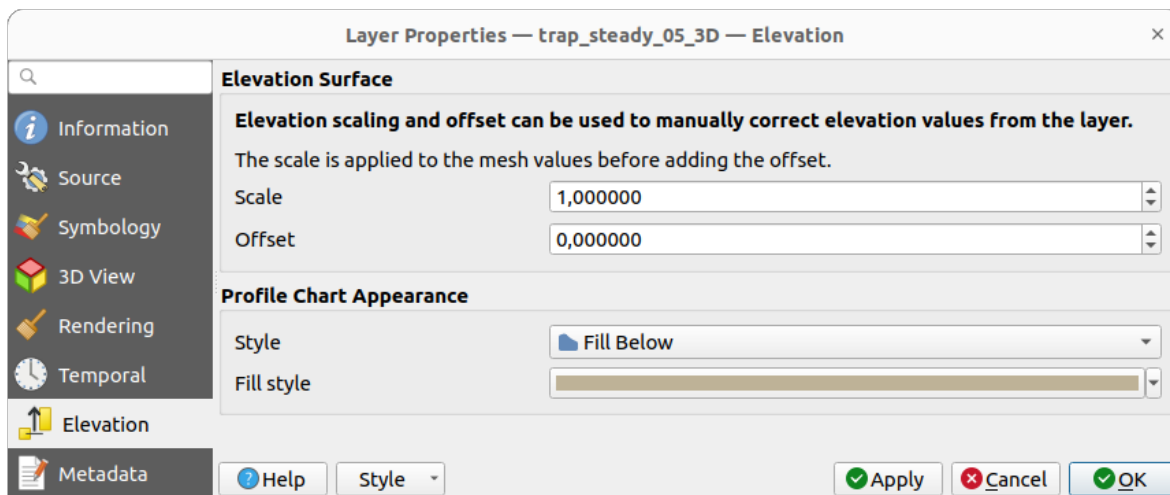 Layer Properties — trap_steady_05_3D — Elevation
Information
Source
Symbology
3D View
Rendering
Temporal
Elevation
Metadata
Elevation Surface
Elevation scaling and offset can be used to manually correct elevation values from the layer.
The scale is applied to the mesh values before adding the offset.
Scale 1,000000
Offset 0,000000
Profile Chart Appearance
Style Fill Below
Fill style
Help Style Apply Cancel OK